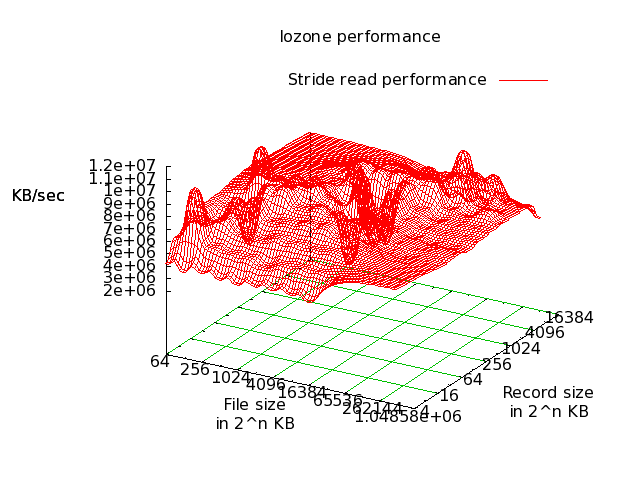 Iozone performance
Stride read performance
1.2e+07
1.1e+07
1e+07
9e+06
8e+06
7e+06
6e+06
5e+06
4e+06
3e+06
2e+06
KB/sec
64
256
1024
4096
16384
65536
262144
1.04858e+06
File size
in 2^n KB
4
16
64
256
1024
4096
16384
Record size
in 2^n KB